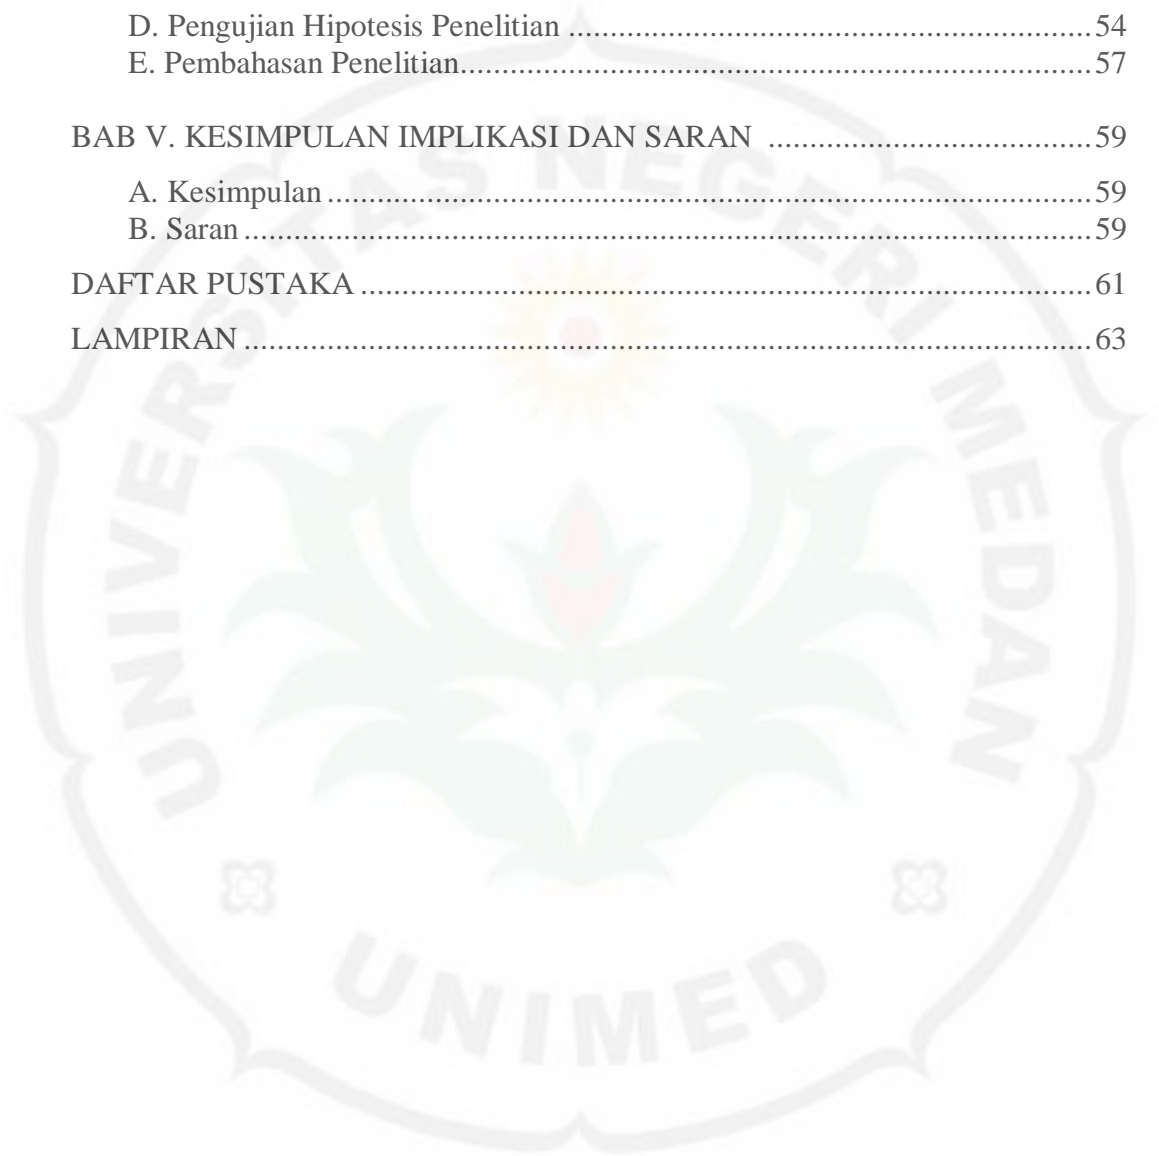 D. Pengujian Hipotesis Penelitian ................................................................ 54
E. Pembahasan Penelitian............................................................................. 57
BAB V. KESIMPULAN IMPLIKASI DAN SARAN ....................................... 59
A. Kesimpulan ............................................................................................. 59
B. Saran ....................................................................................................... 59
DAFTAR PUSTAKA ......................................................................................... 61
LAMPIRAN ....................................................................................................... 63
UNIVERSITAS NEGERI MEDAN
UNIMED